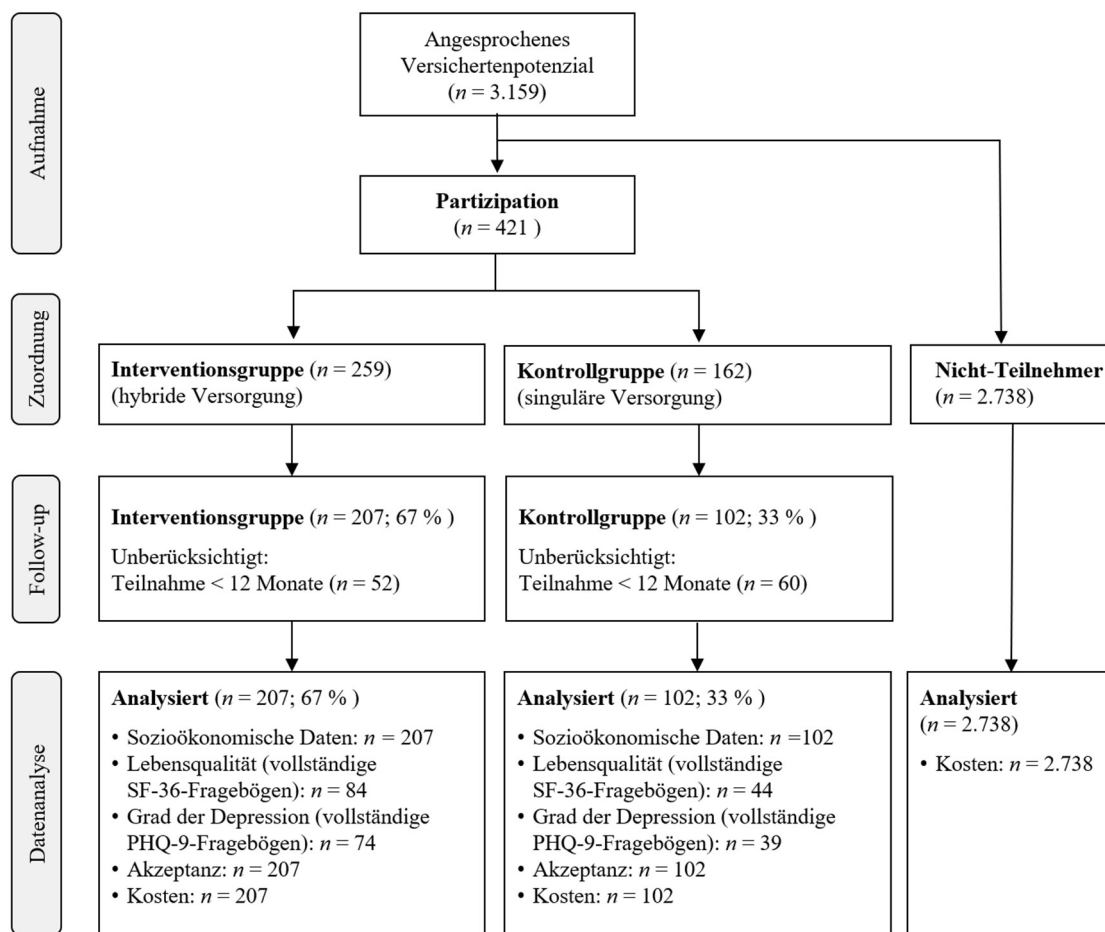 Aufnahme
Angesprochenes
Versichertenpotenzial
(n = 3.159)
Partizipation
(n = 421 )
Zuordnung
Interventionsgruppe (n = 259)
(hybride Versorgung)
Kontrollgruppe (n = 162)
(singuläre Versorgung)
Nicht-Teilnehmer
(n = 2.738)
Follow-up
Interventionsgruppe (n = 207; 67 % )
Unberücksichtigt:
Teilnahme < 12 Monate (n = 52)
Kontrollgruppe (n = 102; 33 % )
Unberücksichtigt:
Teilnahme < 12 Monate (n = 60)
Datenanalyse
Analysiert (n = 207; 67 % )
• Sozioökonomische Daten: n = 207
• Lebensqualität (vollständige
SF-36-Fragebögen): n = 84
• Grad der Depression (vollständige
PHQ-9-Fragebögen): n = 74
• Akzeptanz: n = 207
• Kosten: n = 207
Analysiert (n = 102; 33 % )
• Sozioökonomische Daten: n =102
• Lebensqualität (vollständige
SF-36-Fragebögen): n = 44
• Grad der Depression (vollständige
PHQ-9-Fragebögen): n = 39
• Akzeptanz: n = 102
• Kosten: n = 102
Analysiert
(n = 2.738)
• Kosten: n = 2.738